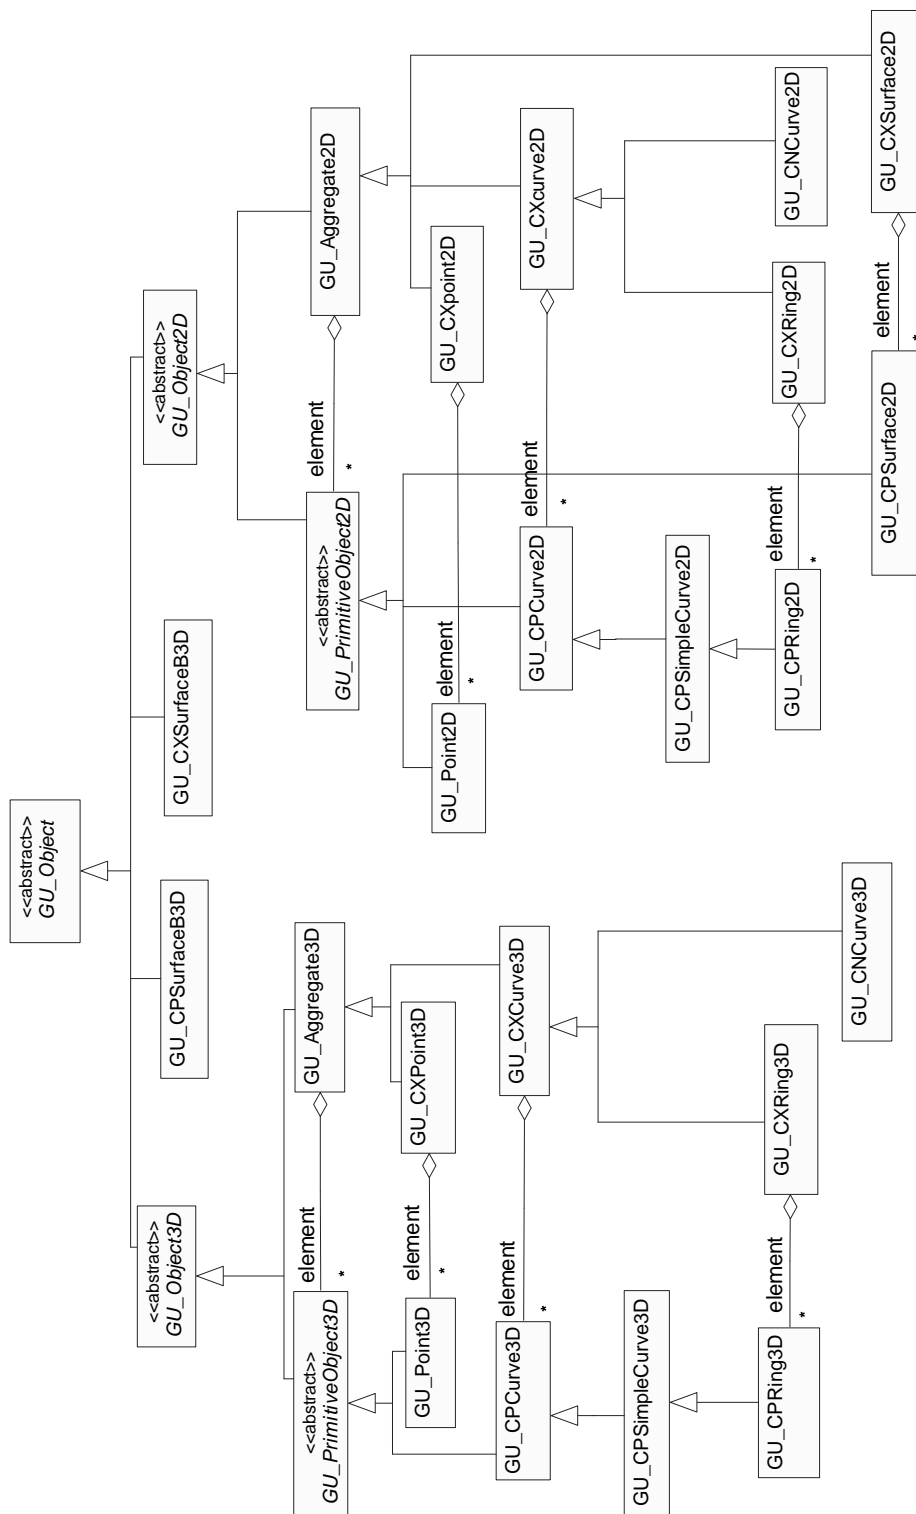 <<abstract>>
GU_Object
<<abstract>>
GU_Object3D
GU_CPSurfaceB3D
GU_CXSurfaceB3D
<<abstract>>
GU_Object2D
<<abstract>>
GU_PrimitiveObject3D
element
*
GU_Aggregate3D
<<abstract>>
GU_PrimitiveObject2D
element
*
GU_Aggregate2D
GU_Point3D
element
*
GU_CXPoint3D
GU_Point2D
element
*
GU_CXpoint2D
GU_CPCurve3D
element
*
GU_CXCurve3D
GU_CPCurve2D
element
*
GU_CXcurve2D
GU_CPSimpleCurve3D
GU_CPSimpleCurve2D
GU_CPRing3D
element
*
GU_CXRing3D
GU_CNCurve3D
GU_CPRing2D
element
*
GU_CXRing2D
GU_CNCurve2D
GU_CPSurface2D
element
*
GU_CXSurface2D